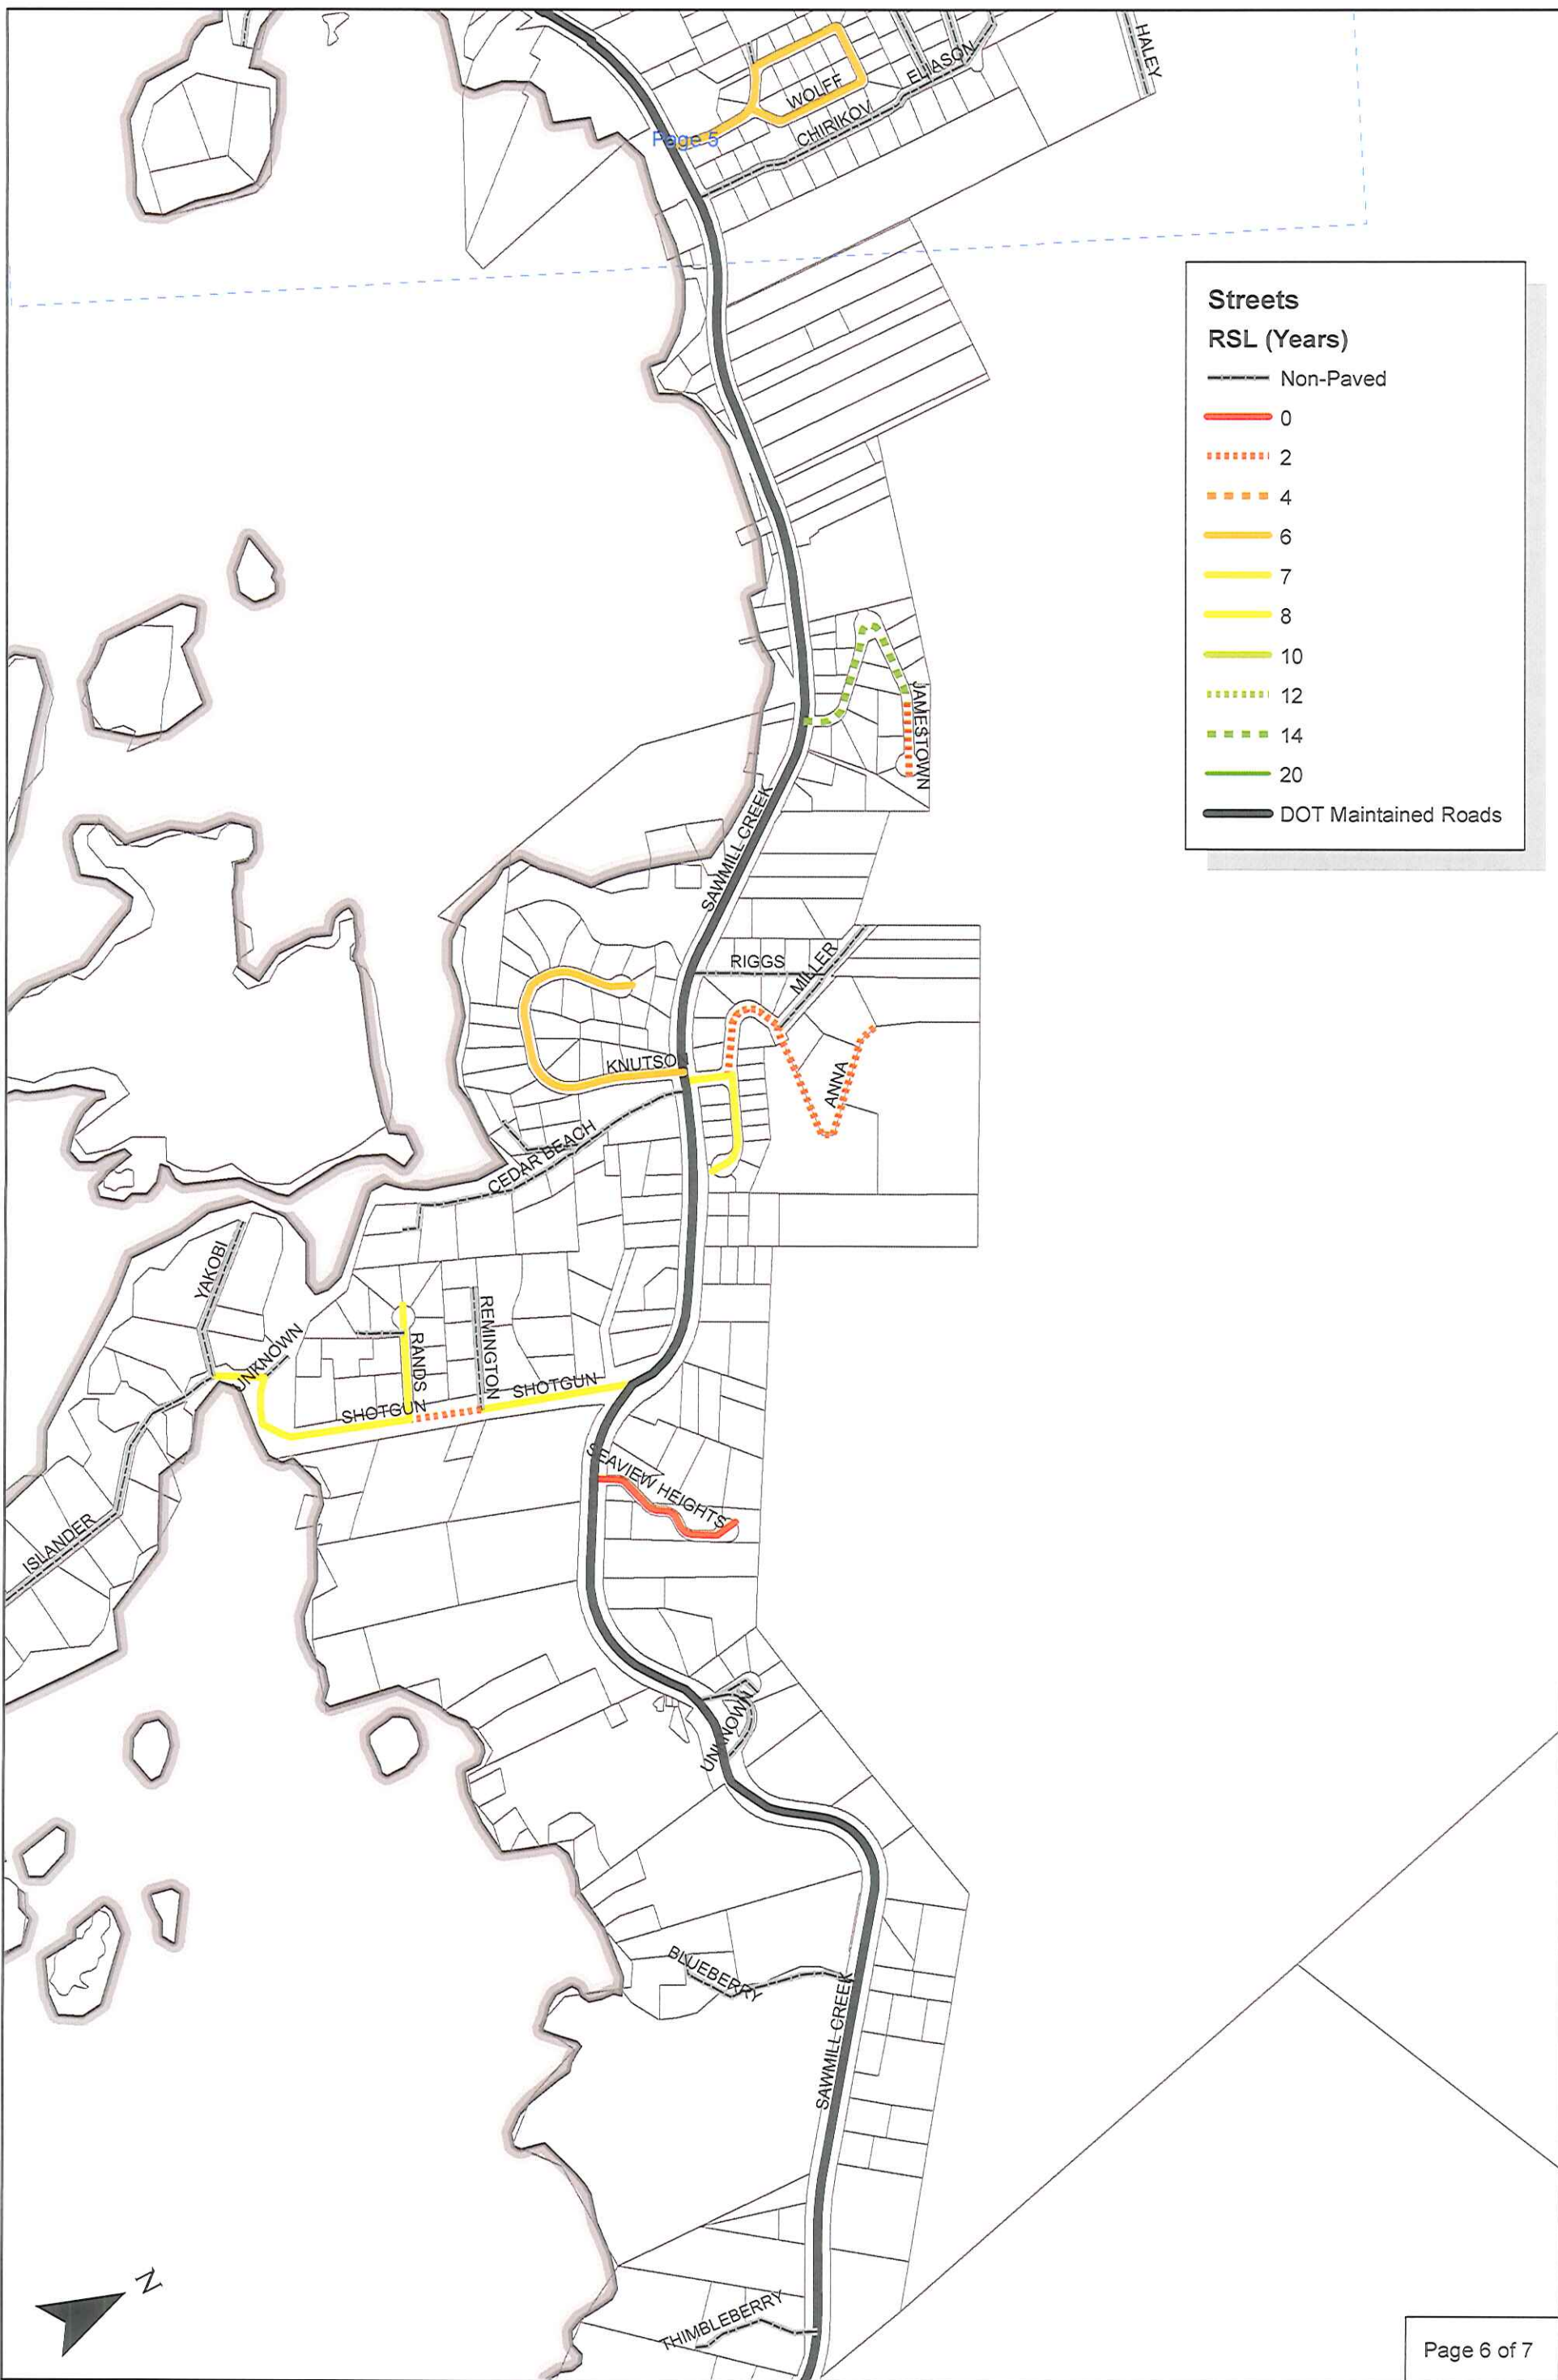 HALEY
ELIASON
WOLFF
CHIRIKOV
Page 5
Streets
RSL (Years)
Non-Paved
0
2
4
6
7
8
10
12
14
20
DOT Maintained Roads
JAMESTOWN
SAWMILL CREEK
RIGGS
MILLER
KNUTSON
ANNA
CEDAR BEACH
YAKOBI
UNKNOWN
RANDS
REMINGTON
SHOTGUN
SHOTGUN
SEAVIEW HEIGHTS
ISLANDER
UNKNOWN
BLUEBERRY
SAWMILL CREEK
THIMBLEBERRY
N
Page 6 of 7